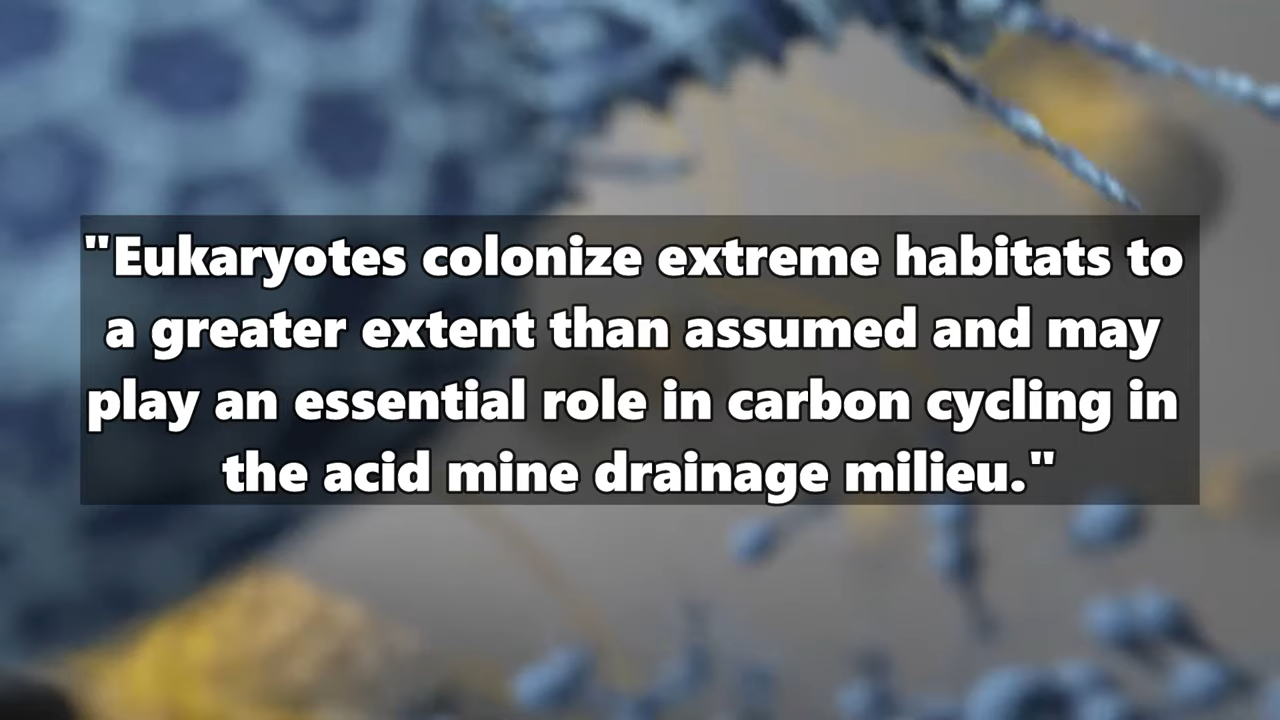 "Eukaryotes colonize extreme habitats to
a greater extent than assumed and may
play an essential role in carbon cycling in
the acid mine drainage milieu."